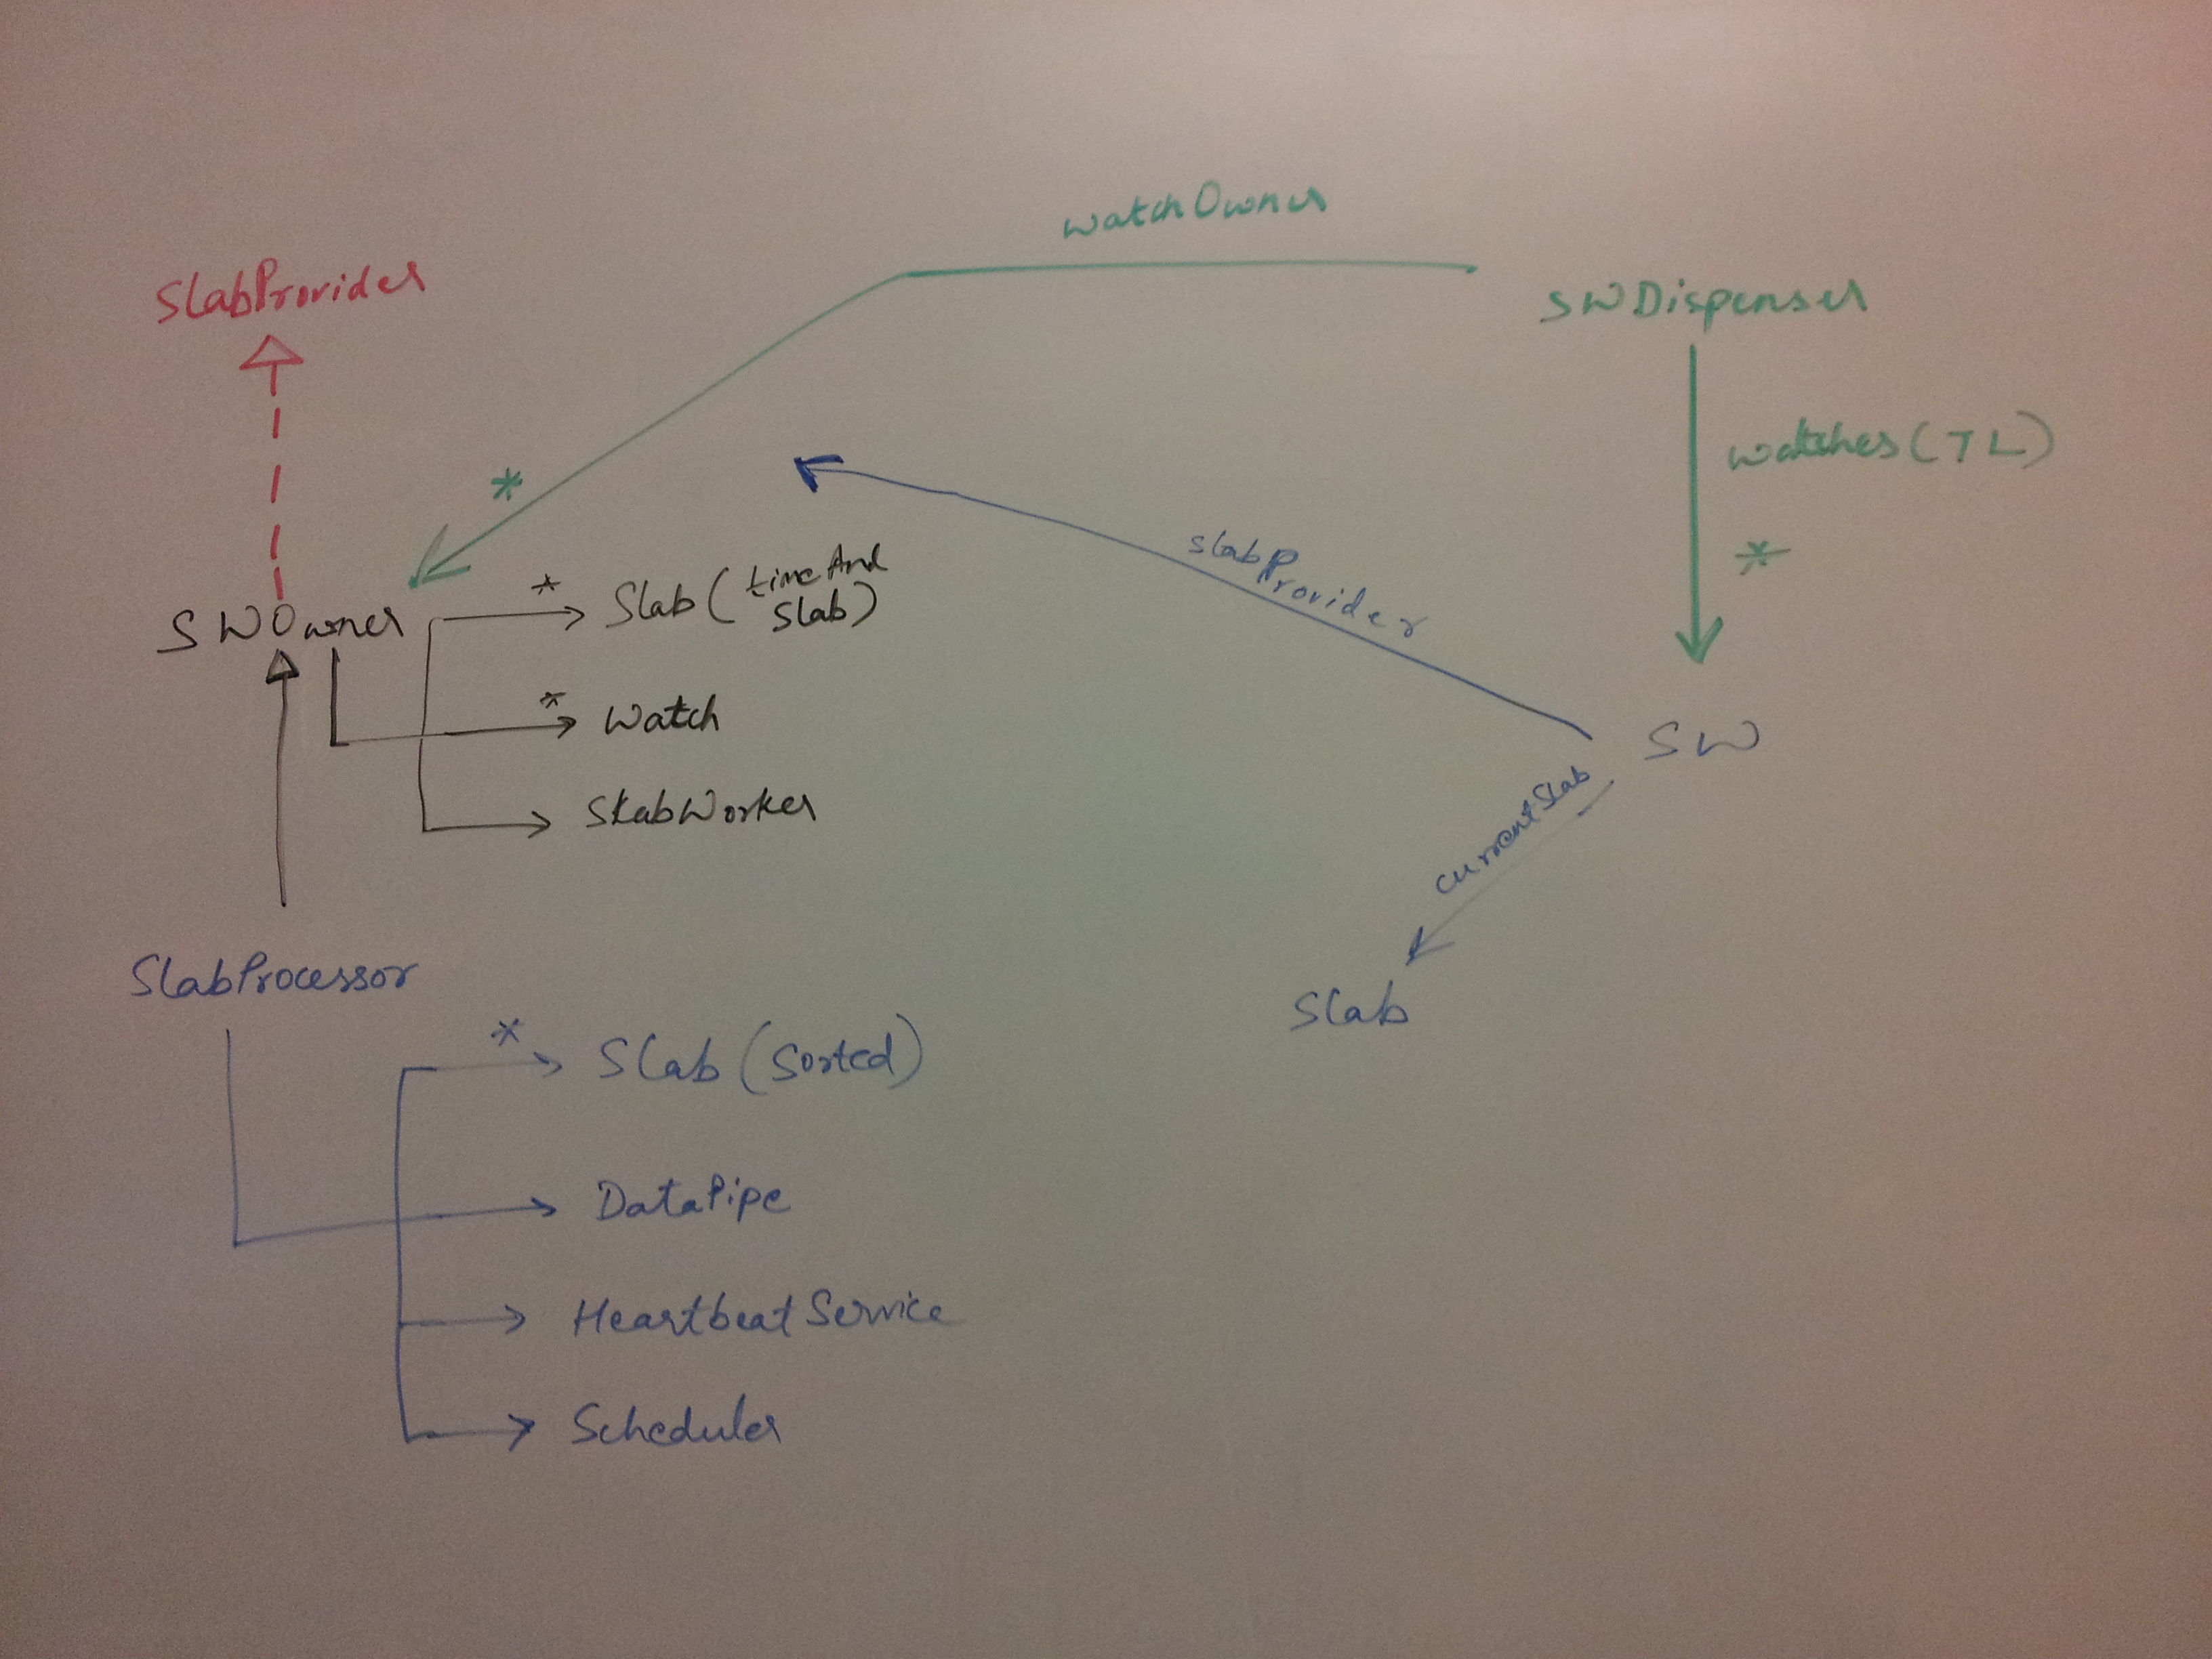 watchOwner
SlabProvider
SWDispenser
watches (TL)
*
*
slabProvider
SWOwner
*
Slab (timeAnd
Slab)
*
Watch
SlabWorker
SW
currentSlab
Slab
SlabProcessor
*
Slab (Sorted)
DataPipe
HeartbeatService
Scheduler